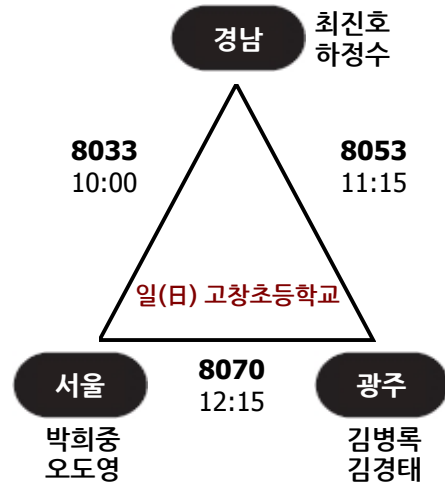 경남
최진호
하정수
8033
10:00
8053
11:15
일(日) 고창초등학교
서울
8070
12:15
광주
박희중
오도영
김병록
김경태